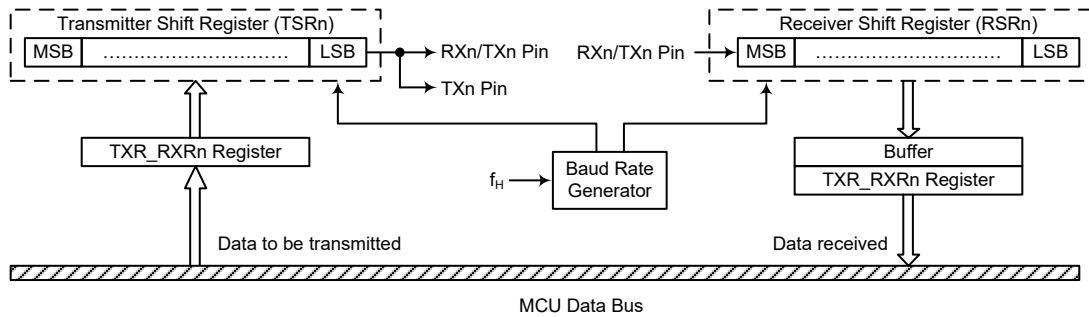 Transmitter Shift Register (TSRn)
MSB ………………………… LSB
RXn/TXn Pin
TXn Pin
Receiver Shift Register (RSRn)
RXn/TXn Pin
MSB ………………………… LSB
TXR_RXRn Register
fH
Baud Rate
Generator
Buffer
TXR_RXRn Register
Data to be transmitted
Data received
MCU Data Bus